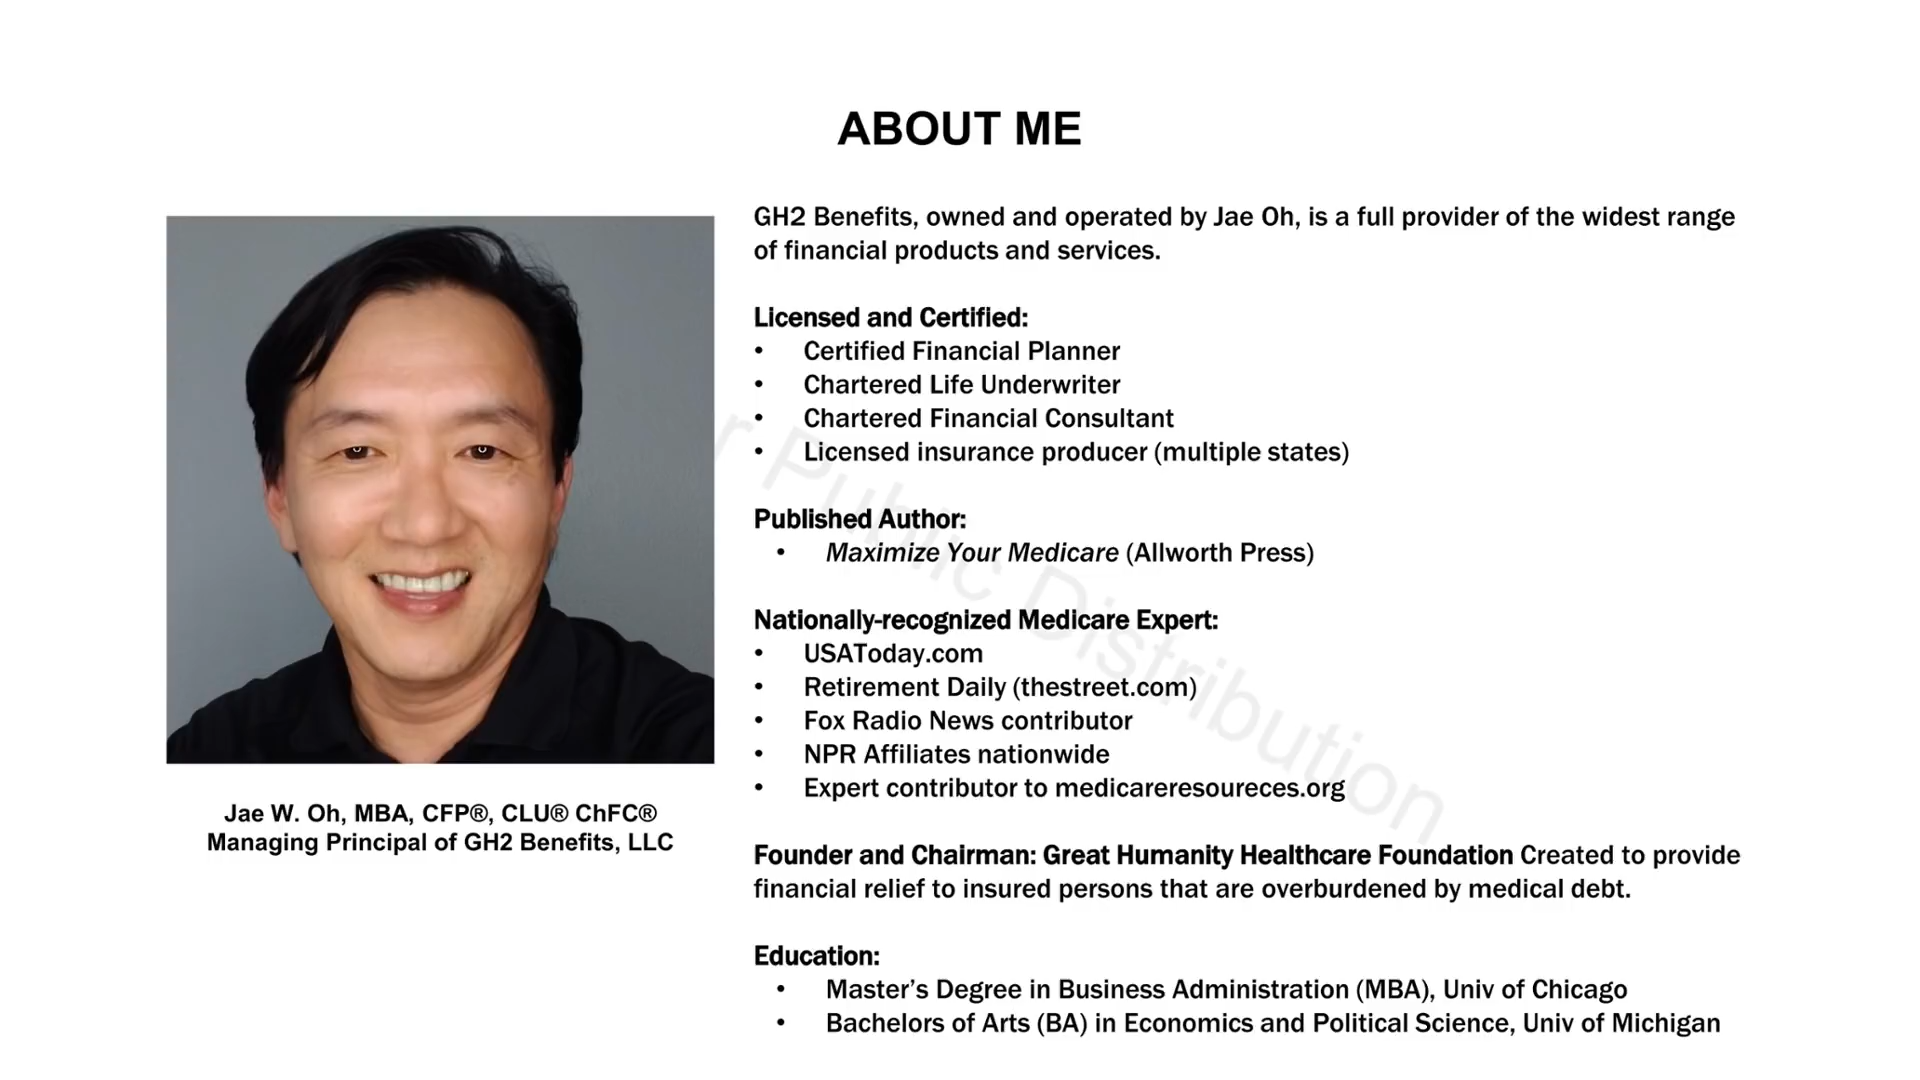 ABOUT ME
GH2 Benefits, owned and operated by Jae Oh, is a full provider of the widest range
of financial products and services.
Licensed and Certified:
• Certified Financial Planner
• Chartered Life Underwriter
• Chartered Financial Consultant
• Licensed insurance producer (multiple states)
Published Author:
• Maximize Your Medicare (Allworth Press)
Nationally-recognized Medicare Expert:
• USAToday.com
• Retirement Daily (thestreet.com)
• Fox Radio News contributor
• NPR Affiliates nationwide
• Expert contributor to medicareresoureces.org
Founder and Chairman: Great Humanity Healthcare Foundation Created to provide
financial relief to insured persons that are overburdened by medical debt.
Education:
• Master’s Degree in Business Administration (MBA), Univ of Chicago
• Bachelors of Arts (BA) in Economics and Political Science, Univ of Michigan
Jae W. Oh, MBA, CFP®, CLU® ChFC®
Managing Principal of GH2 Benefits, LLC
r Public Distribution